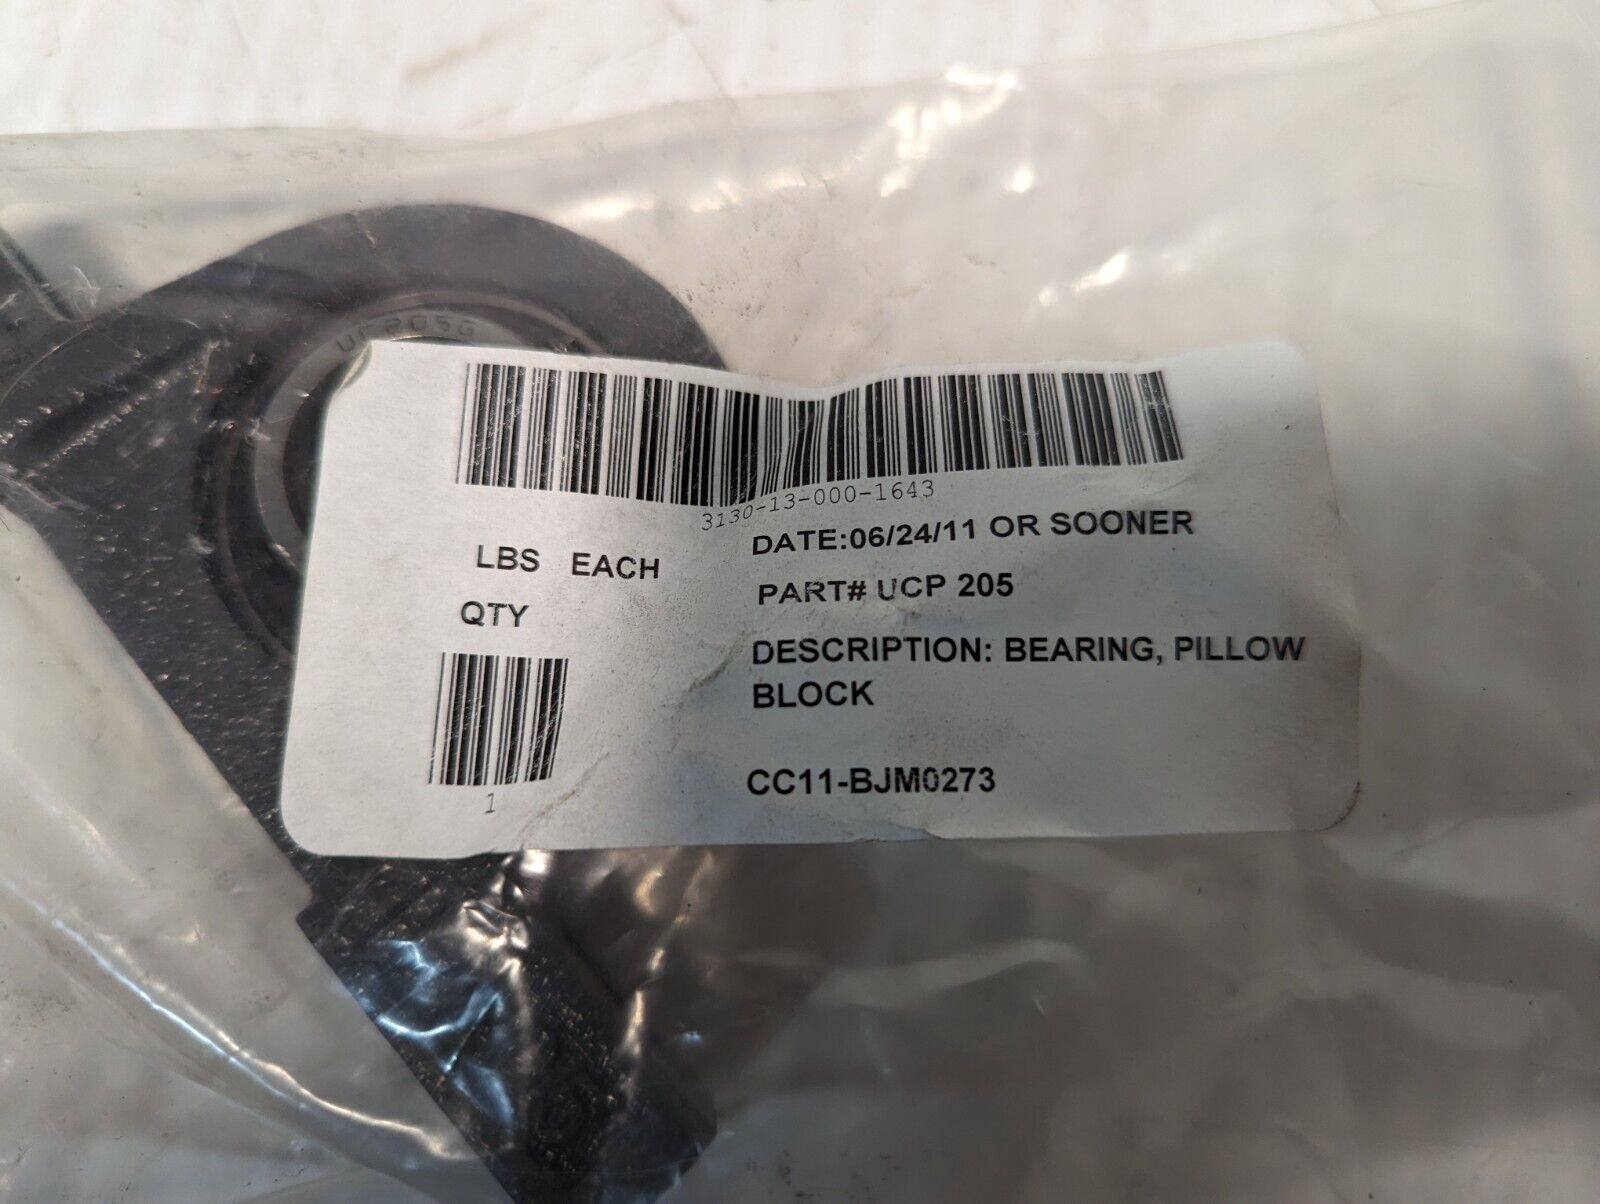 3130-13-000-1643
LBS EACH
QTY
1
DATE:06/24/11 OR SOONER
PART# UCP 205
DESCRIPTION: BEARING, PILLOW
BLOCK
CC11-BJM0273